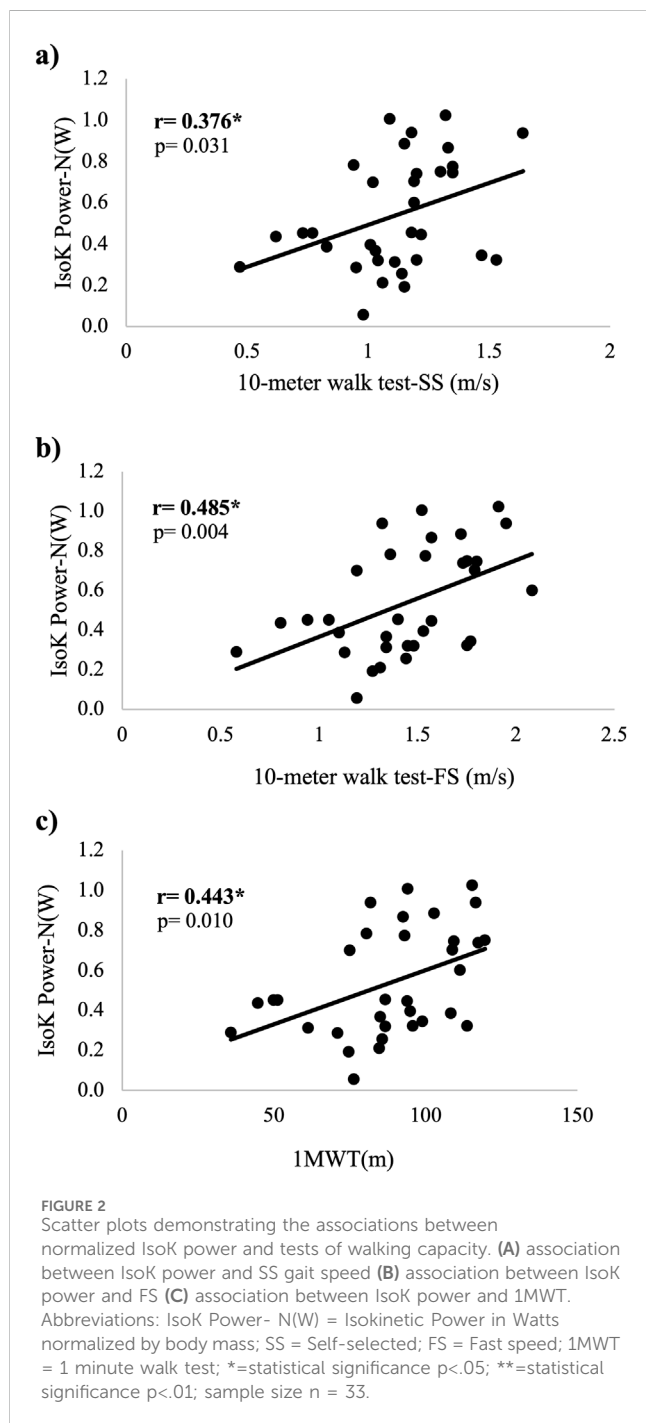 a)
1.2
1.0
0.8
0.6
0.4
0.2
0.0
IsoK Power-N(W)
r= 0.376*
p= 0.031
0 0.5 1 1.5 2
10-meter walk test-SS (m/s)
b)
1.2
1.0
0.8
0.6
0.4
0.2
0.0
IsoK Power-N(W)
r= 0.485*
p= 0.004
0 0.5 1 1.5 2 2.5
10-meter walk test-FS (m/s)
c)
1.2
1.0
0.8
0.6
0.4
0.2
0.0
IsoK Power-N(W)
r= 0.443*
p= 0.010
0 50 100 150
1MWT(m)
FIGURE 2
Scatter plots demonstrating the associations between
normalized IsoK power and tests of walking capacity. (A) association
between IsoK power and SS gait speed (B) association between IsoK
power and FS (C) association between IsoK power and 1MWT.
Abbreviations: IsoK Power- N(W) = Isokinetic Power in Watts
normalized by body mass; SS = Self-selected; FS = Fast speed; 1MWT
= 1 minute walk test; *=statistical significance p<.05; **=statistical
significance p<.01; sample size n = 33.